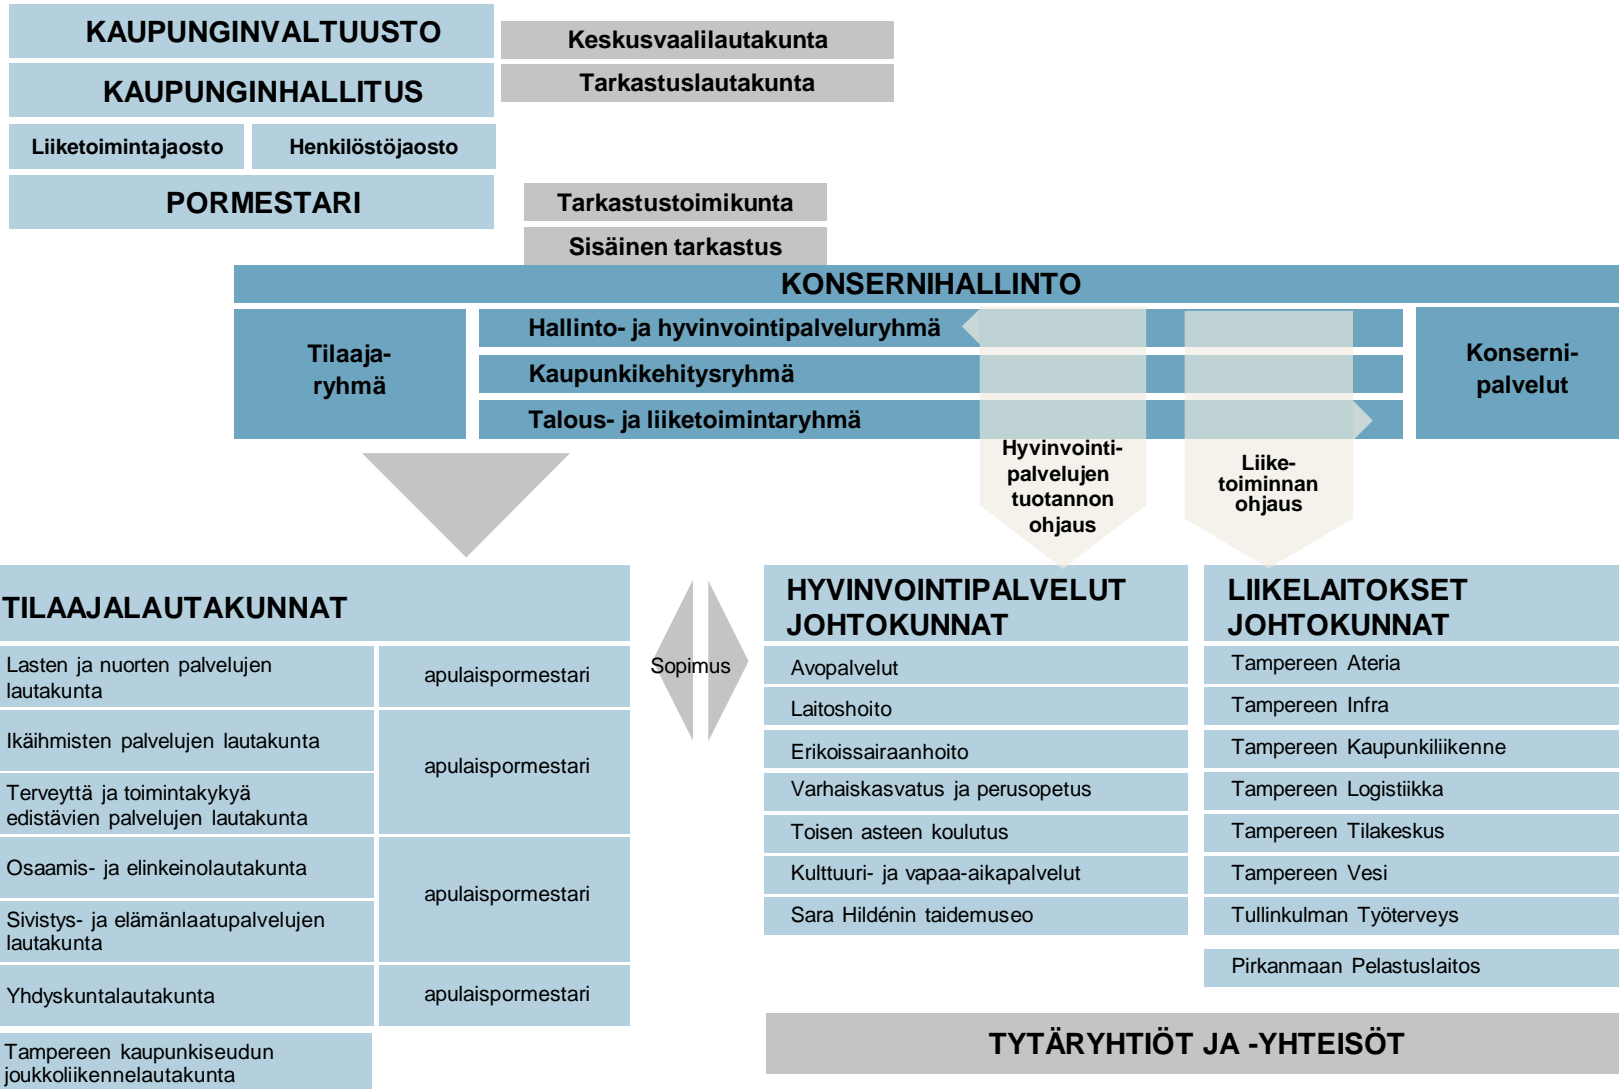 KAUPUNGINVALTUUSTO
Keskusvaalilautakunta
KAUPUNGINHALLITUS
Tarkastuslautakunta
Liiketoimintajaosto
Henkilöstöjaosto
PORMESTARI
Tarkastustoimikunta
Sisäinen tarkastus
KONSERNIHALLINTO
Tilaaja-
ryhmä
Hallinto- ja hyvinvointipalveluryhmä
Kaupunkikehitysryhmä
Talous- ja liiketoimintaryhmä
Konserni-
palvelut
Hyvinvointi-
palvelujen
tuotannon
ohjaus
Liike-
toiminnan
ohjaus
TILAAJALAUTAKUNNAT
Lasten ja nuorten palvelujen
lautakunta
apulaispormestari
Ikäihmisten palvelujen lautakunta
apulaispormestari
Terveyttä ja toimintakykyä
edistävien palvelujen lautakunta
Osaamis- ja elinkeinolautakunta
apulaispormestari
Sivistys- ja elämänlaatupalvelujen
lautakunta
Yhdyskuntalautakunta
apulaispormestari
Tampereen kaupunkiseudun
joukkoliikennelautakunta
Sopimus
HYVINVOINTIPALVELUT
JOHTOKUNNAT
Avopalvelut
Laitoshoito
Erikoissairaanhoito
Varhaiskasvatus ja perusopetus
Toisen asteen koulutus
Kulttuuri- ja vapaa-aikapalvelut
Sara Hildénin taidemuseo
LIIKELAITOKSET
JOHTOKUNNAT
Tampereen Ateria
Tampereen Infra
Tampereen Kaupunkiliikenne
Tampereen Logistiikka
Tampereen Tilakeskus
Tampereen Vesi
Tullinkulman Työterveys
Pirkanmaan Pelastuslaitos
TYTÄRYHTIÖT JA -YHTEISÖT